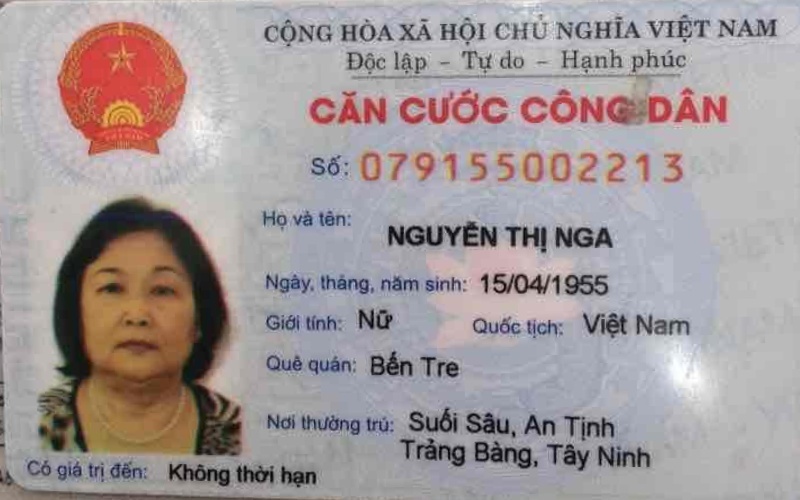 CỘNG HÒA XÃ HỘI CHỦ NGHĨA VIỆT NAM
Độc lập – Tự do – Hạnh phúc
CĂN CƯỚC CÔNG DÂN
Số: 079155002213
Họ và tên: NGUYỄN THỊ NGA
Ngày, tháng, năm sinh: 15/04/1955
Giới tính: Nữ Quốc tịch: Việt Nam
Quê quán: Bến Tre
Nơi thường trú: Suối Sâu, An Tịnh
Trảng Bàng, Tây Ninh
Có giá trị đến: Không thời hạn